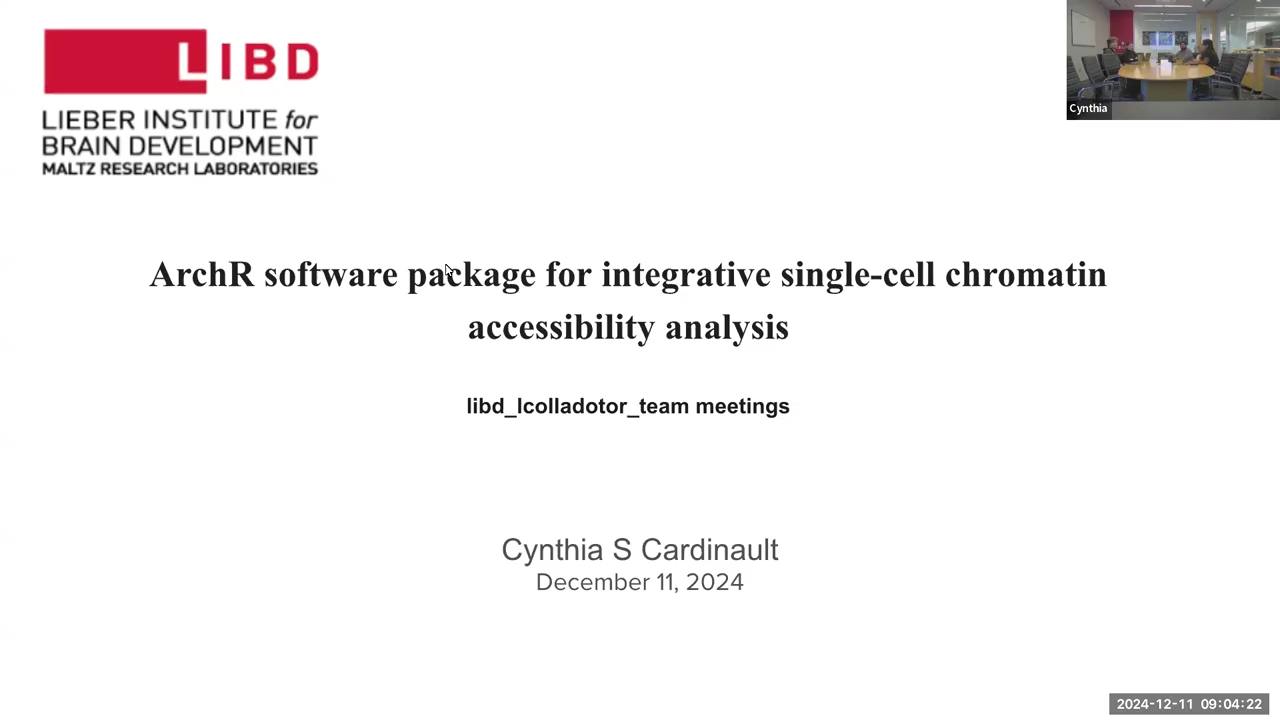 LIBD
LIEBER INSTITUTE for
BRAIN DEVELOPMENT
MALTZ RESEARCH LABORATORIES
Cynthia
ArchR software package for integrative single-cell chromatin
accessibility analysis
libd_lcolladotor_team meetings
Cynthia S Cardinault
December 11, 2024
2024-12-11 09:04:22